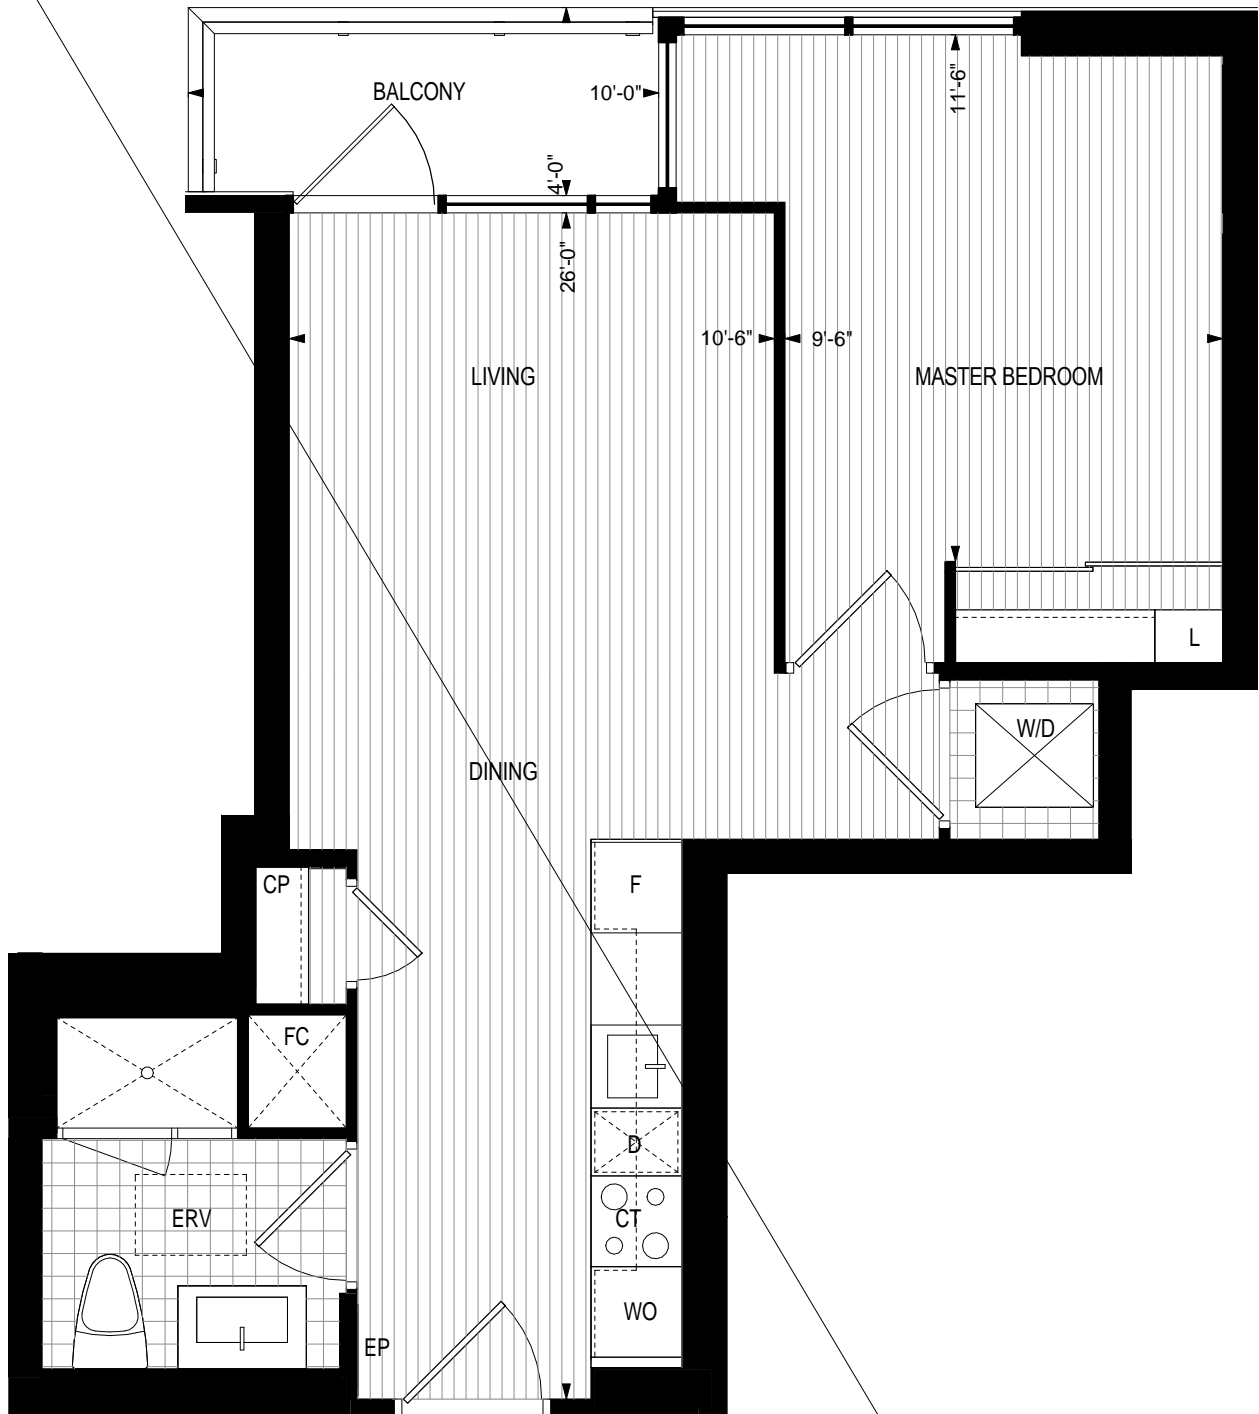 BALCONY
10'-0"
11'-6"
4'-0"
26'-0"
10'-6"
9'-6"
LIVING
MASTER BEDROOM
L
W/D
DINING
CP
F
FC
D
ERV
CT
WO
EP